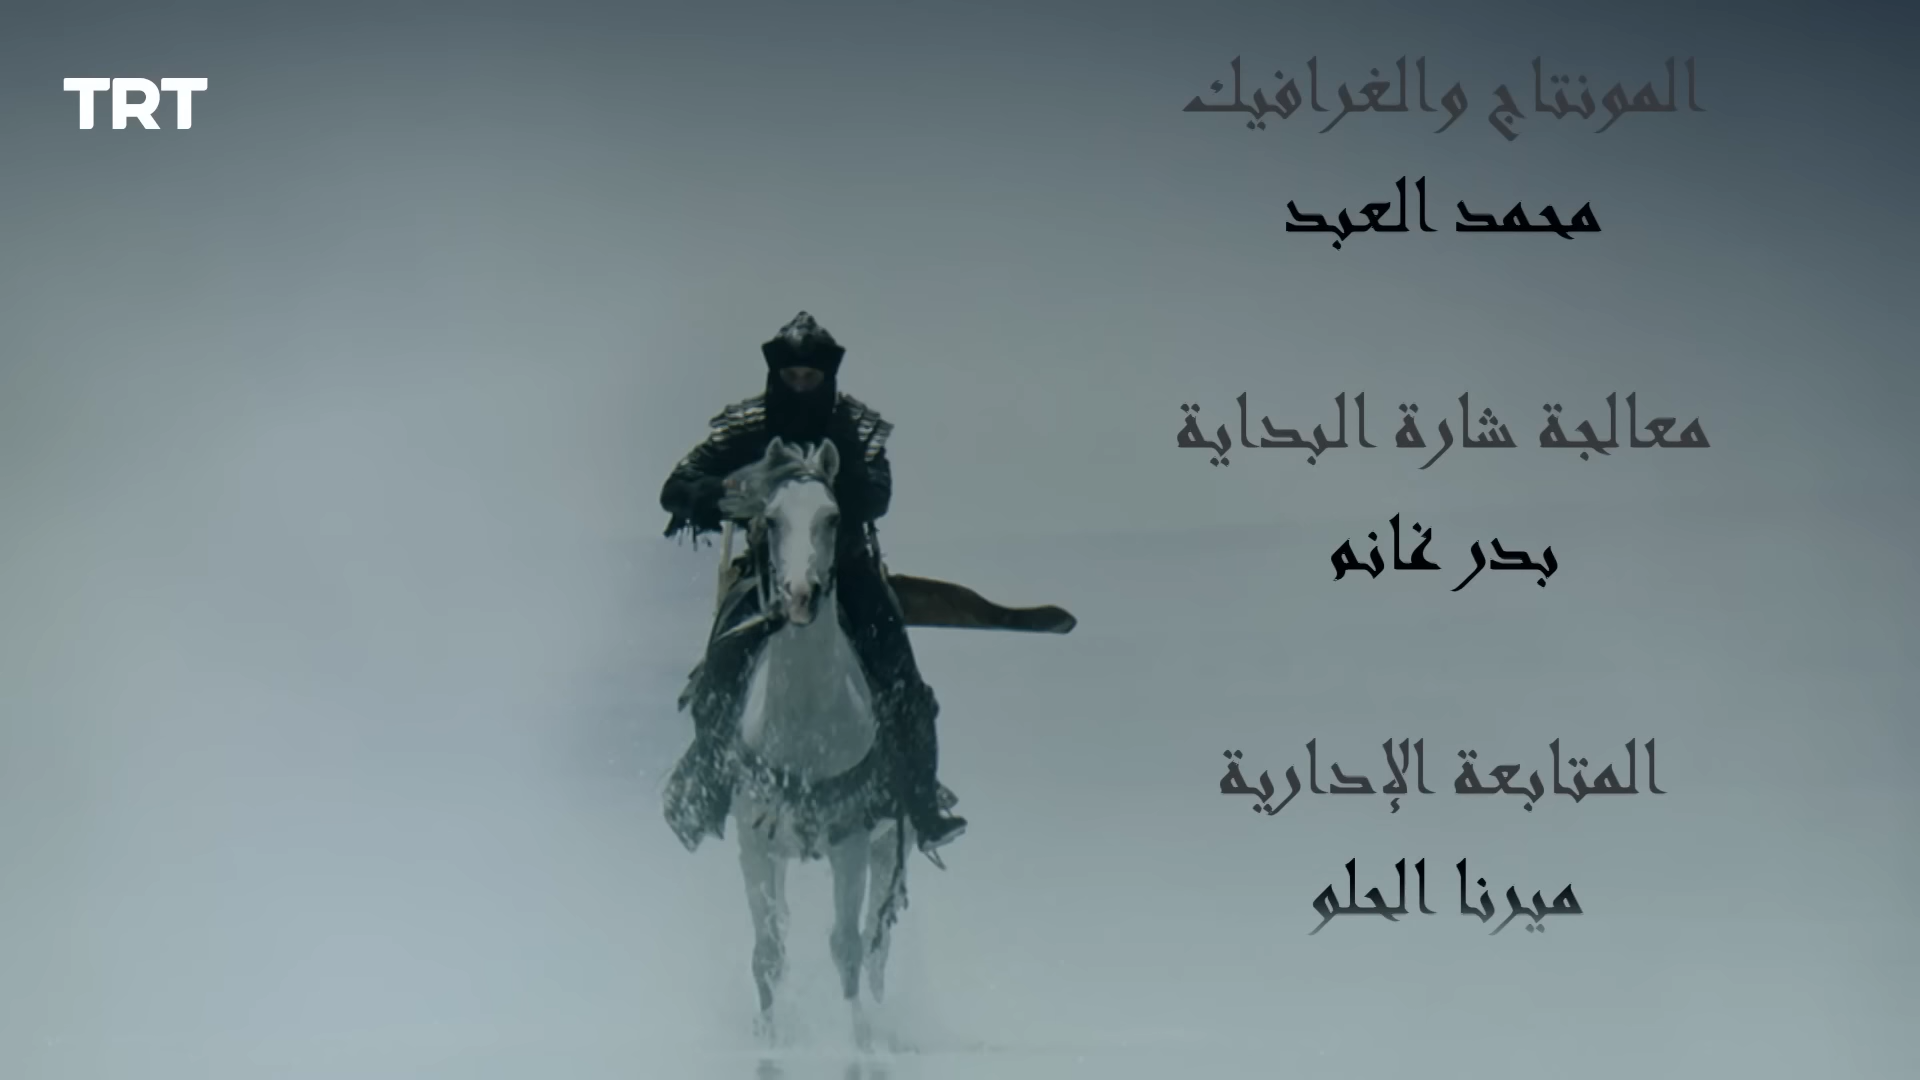 TRT
المونتاج والغرافيك
محمد العبد
معالجة شارة البداية
بدر غانم
المتابعة الإدارية
ميرنا الحلو